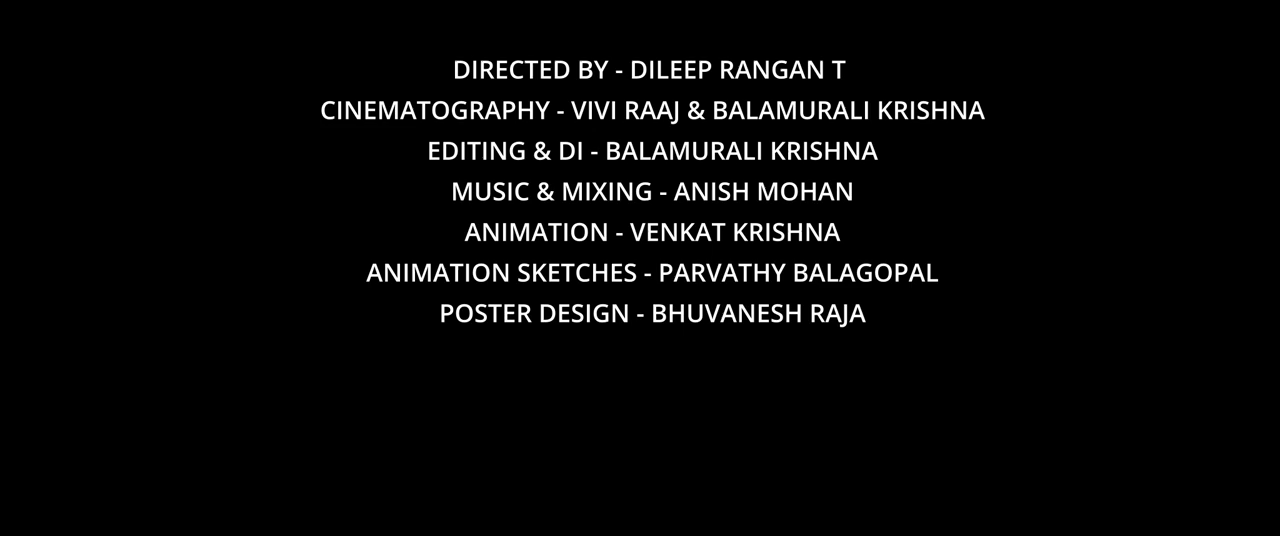 DIRECTED BY - DILEEP RANGAN T
CINEMATOGRAPHY - VIVI RAAJ & BALAMURALI KRISHNA
EDITING & DI - BALAMURALI KRISHNA
MUSIC & MIXING - ANISH MOHAN
ANIMATION - VENKAT KRISHNA
ANIMATION SKETCHES - PARVATHY BALAGOPAL
POSTER DESIGN - BHUVANESH RAJA